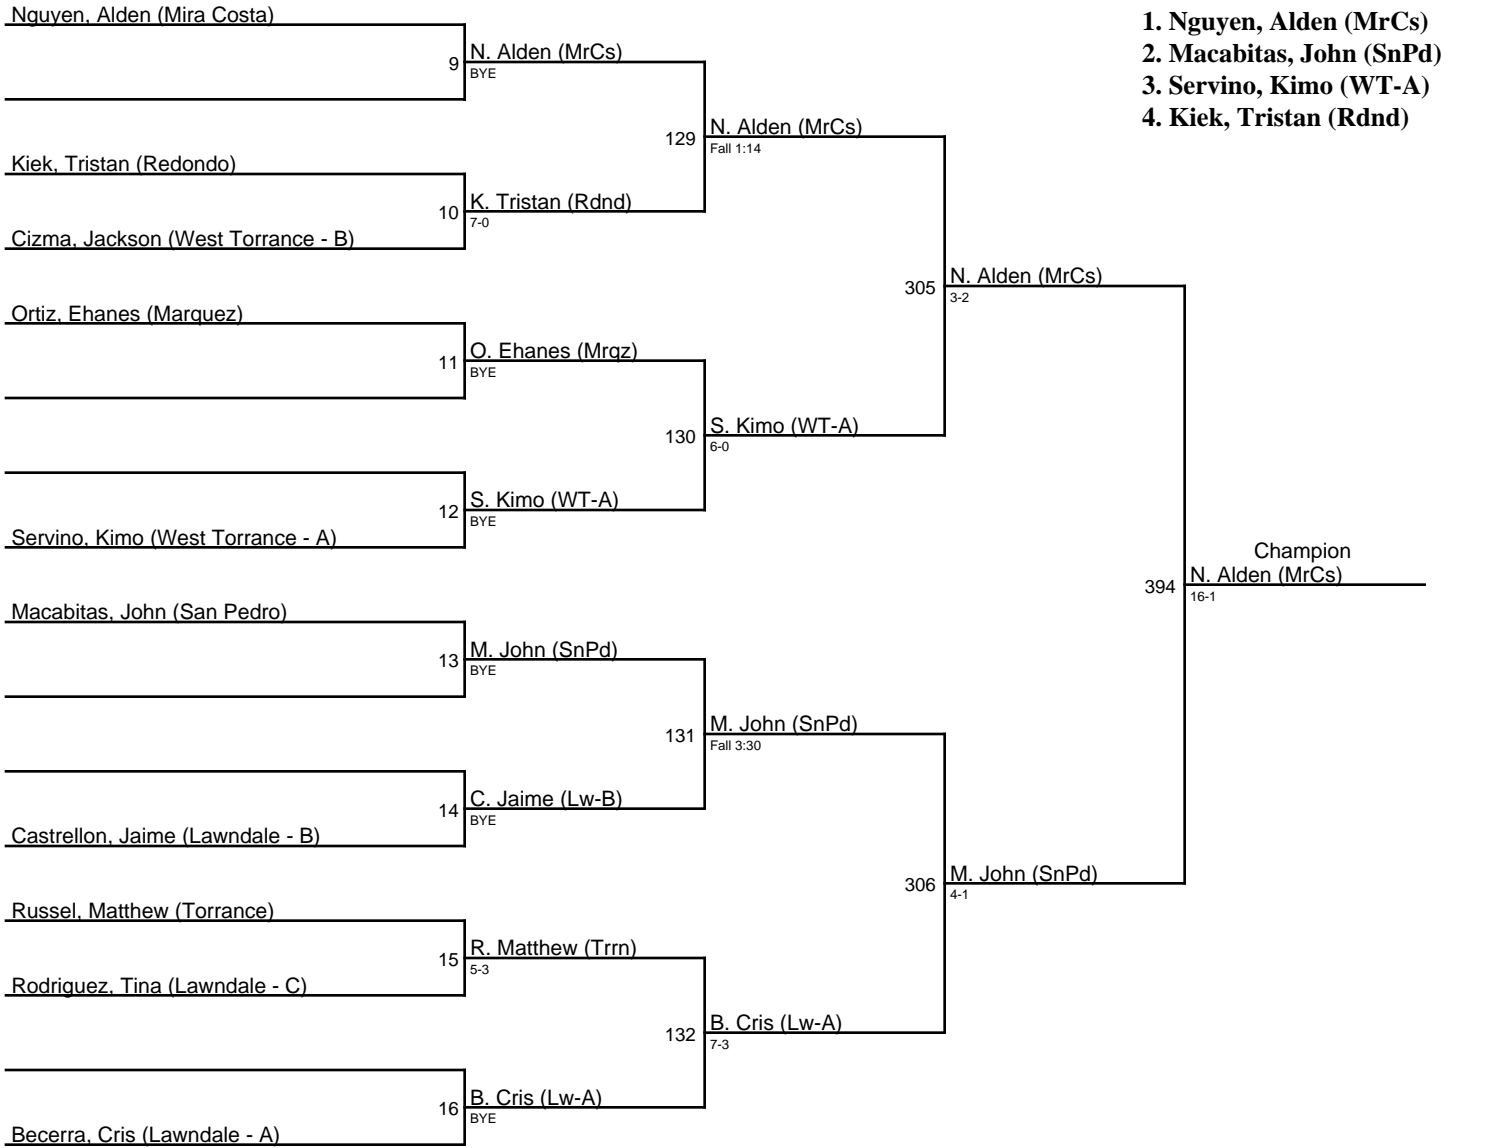 Nguyen, Alden (Mira Costa)
9
N. Alden (MrCs)
BYE
129
N. Alden (MrCs)
Fall 1:14
Kiek, Tristan (Redondo)
10
K. Tristan (Rdnd)
7-0
Cizma, Jackson (West Torrance - B)
305
N. Alden (MrCs)
3-2
Ortiz, Ehanes (Marquez)
11
O. Ehanes (Mrqz)
BYE
130
S. Kimo (WT-A)
6-0
12
S. Kimo (WT-A)
BYE
Servino, Kimo (West Torrance - A)
Champion
394
N. Alden (MrCs)
16-1
Macabitas, John (San Pedro)
13
M. John (SnPd)
BYE
131
M. John (SnPd)
Fall 3:30
14
C. Jaime (Lw-B)
BYE
Castrellon, Jaime (Lawndale - B)
306
M. John (SnPd)
4-1
Russel, Matthew (Torrance)
15
R. Matthew (Trrn)
5-3
Rodriguez, Tina (Lawndale - C)
132
B. Cris (Lw-A)
7-3
16
B. Cris (Lw-A)
BYE
Becerra, Cris (Lawndale - A)
1. Nguyen, Alden (MrCs)
2. Macabitas, John (SnPd)
3. Servino, Kimo (WT-A)
4. Kiek, Tristan (Rdnd)